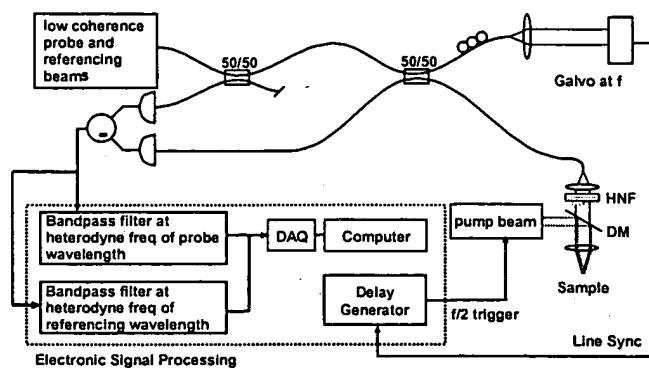 low coherence
probe and
referencing
beams
50/50
50/50
Galvo at f
HNF
DM
Sample
pump beam
Bandpass filter at
heterodyne freq of probe
wavelength
DAQ
Computer
Bandpass filter at
heterodyne freq of
referencing wavelength
Delay
Generator
f/2 trigger
Line Sync
Electronic Signal Processing